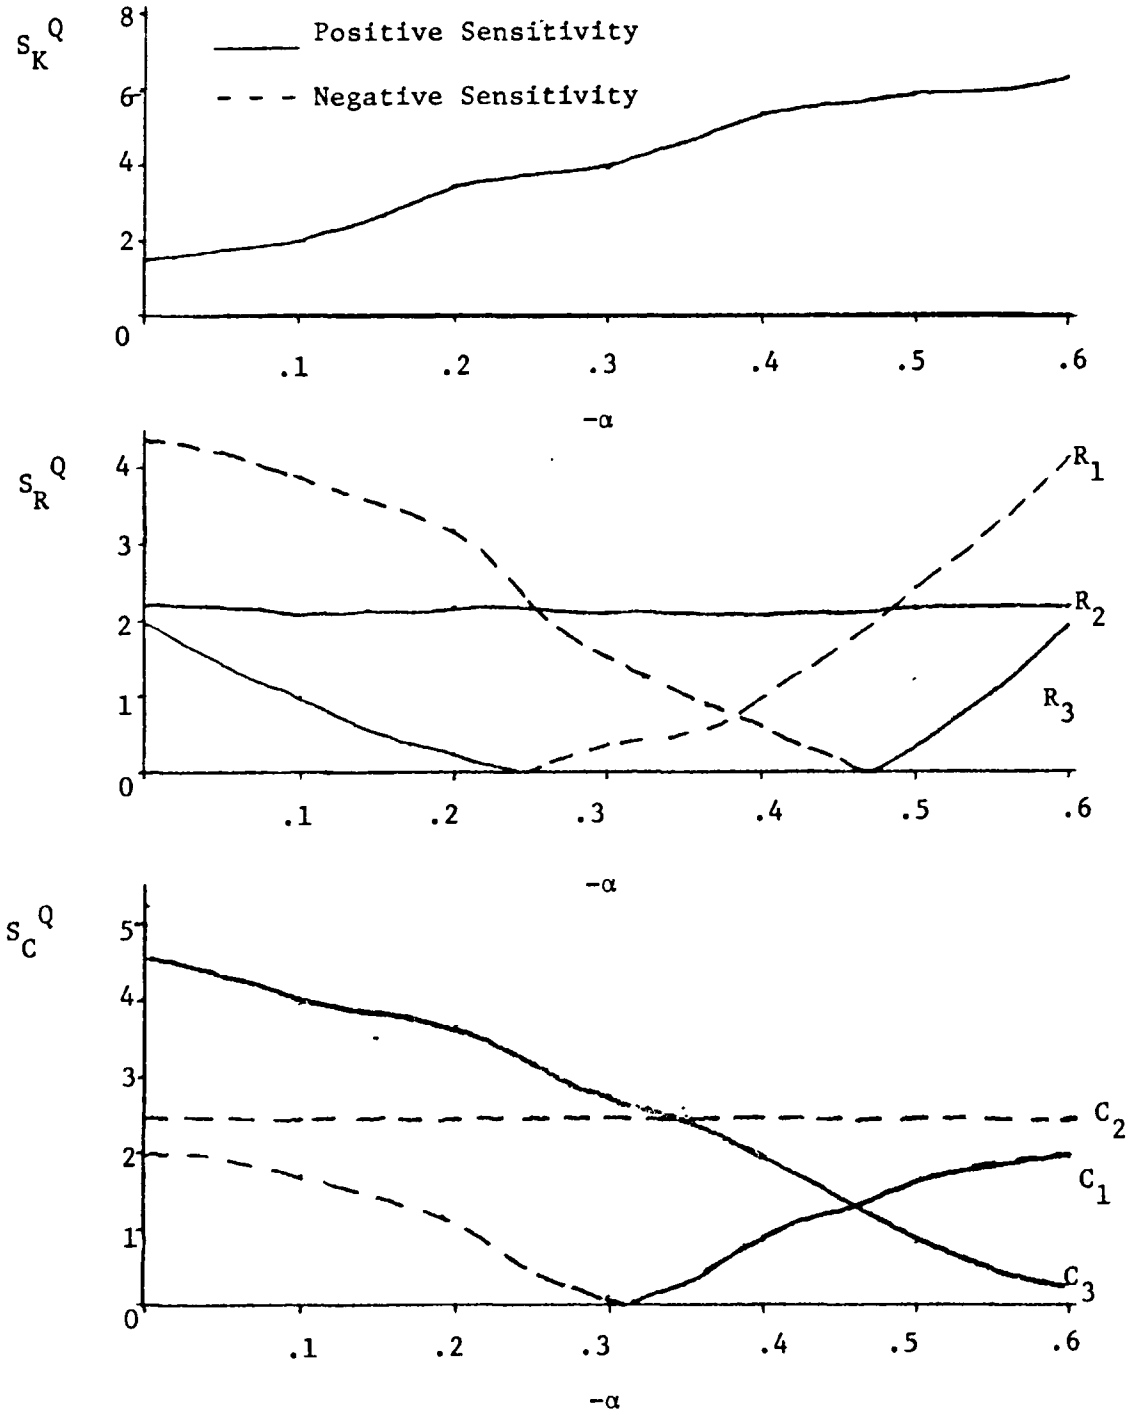 S_K^Q
8
6
4
2
0
Positive Sensitivity
Negative Sensitivity
.1 .2 .3 .4 .5 .6
-α
S_R^Q
4
3
2
1
0
R_1
R_2
R_3
.1 .2 .3 .4 .5 .6
-α
S_C^Q
5
4
3
2
1
0
C_2
C_1
C_3
.1 .2 .3 .4 .5 .6
-α